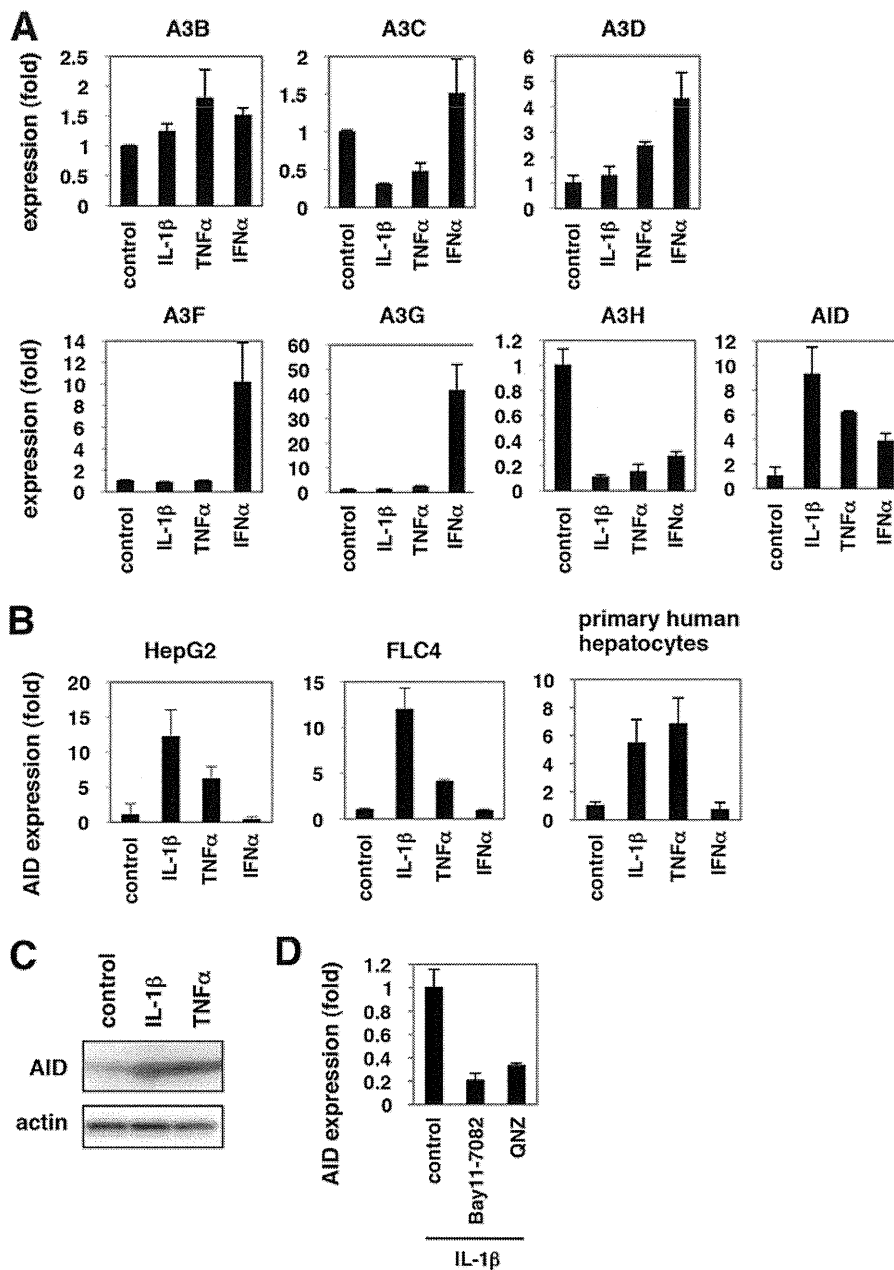 A
A3B
A3C
A3D
expression (fold)
2.5
2
1.5
1
0.5
0
control
IL-1β
TNFα
IFNα
2
1.5
1
0.5
0
control
IL-1β
TNFα
IFNα
6
5
4
3
2
1
0
control
IL-1β
TNFα
IFNα
A3F
A3G
A3H
AID
expression (fold)
14
12
10
8
6
4
2
0
control
IL-1β
TNFα
IFNα
60
50
40
30
20
10
0
control
IL-1β
TNFα
IFNα
1.2
1
0.8
0.6
0.4
0.2
0
control
IL-1β
TNFα
IFNα
12
10
8
6
4
2
0
control
IL-1β
TNFα
IFNα
B
HepG2
FLC4
primary human
hepatocytes
AID expression (fold)
20
15
10
5
0
control
IL-1β
TNFα
IFNα
15
10
5
0
control
IL-1β
TNFα
IFNα
10
8
6
4
2
0
control
IL-1β
TNFα
IFNα
C
control
IL-1β
TNFα
AID
actin
D
AID expression (fold)
1.2
1
0.8
0.6
0.4
0.2
0
control
Bay11-7082
QNZ
IL-1β